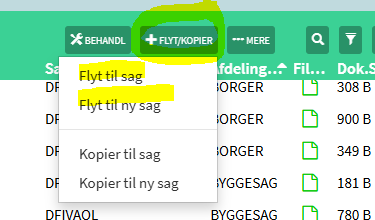 BEHANDL + FLYT/KOPIER ••• MERE
Sa Afdeling... Fil... Dok.S
Flyt til sag
DF BORGER 308 B
Flyt til ny sag
DF BORGER 900 B
Kopier til sag
DF BORGER 349 B
Kopier til ny sag
DF BYGGESAG 181 B
DFIVAOL BYGGESAG 780 B